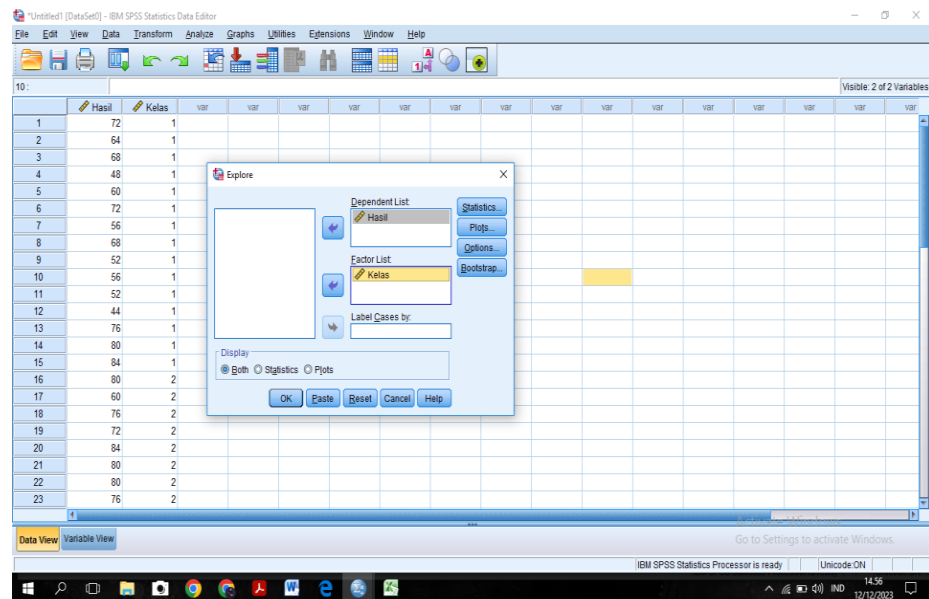 *Untitled1 [DataSet0] - IBM SPSS Statistics Data Editor
File Edit View Data Transform Analyze Graphs Utilities Extensions Window Help
10 :
Visible: 2 of 2 Variables
Hasil Kelas var var var var var var var var var var var var var var var
1 72 1
2 64 1
3 68 1
4 48 1
5 60 1
6 72 1
7 56 1
8 68 1
9 52 1
10 56 1
11 52 1
12 44 1
13 76 1
14 80 1
15 84 1
16 80 2
17 60 2
18 76 2
19 72 2
20 84 2
21 80 2
22 80 2
23 76 2
Explore
Dependent List:
Hasil
Factor List:
Kelas
Label Cases by:
Statistics...
Plots...
Options...
Bootstrap...
Display
Both Statistics Plots
OK Paste Reset Cancel Help
Data View Variable View
Activate Windows
Go to Settings to activate Windows.
IBM SPSS Statistics Processor is ready Unicode:ON
IND
14.56
12/12/2023